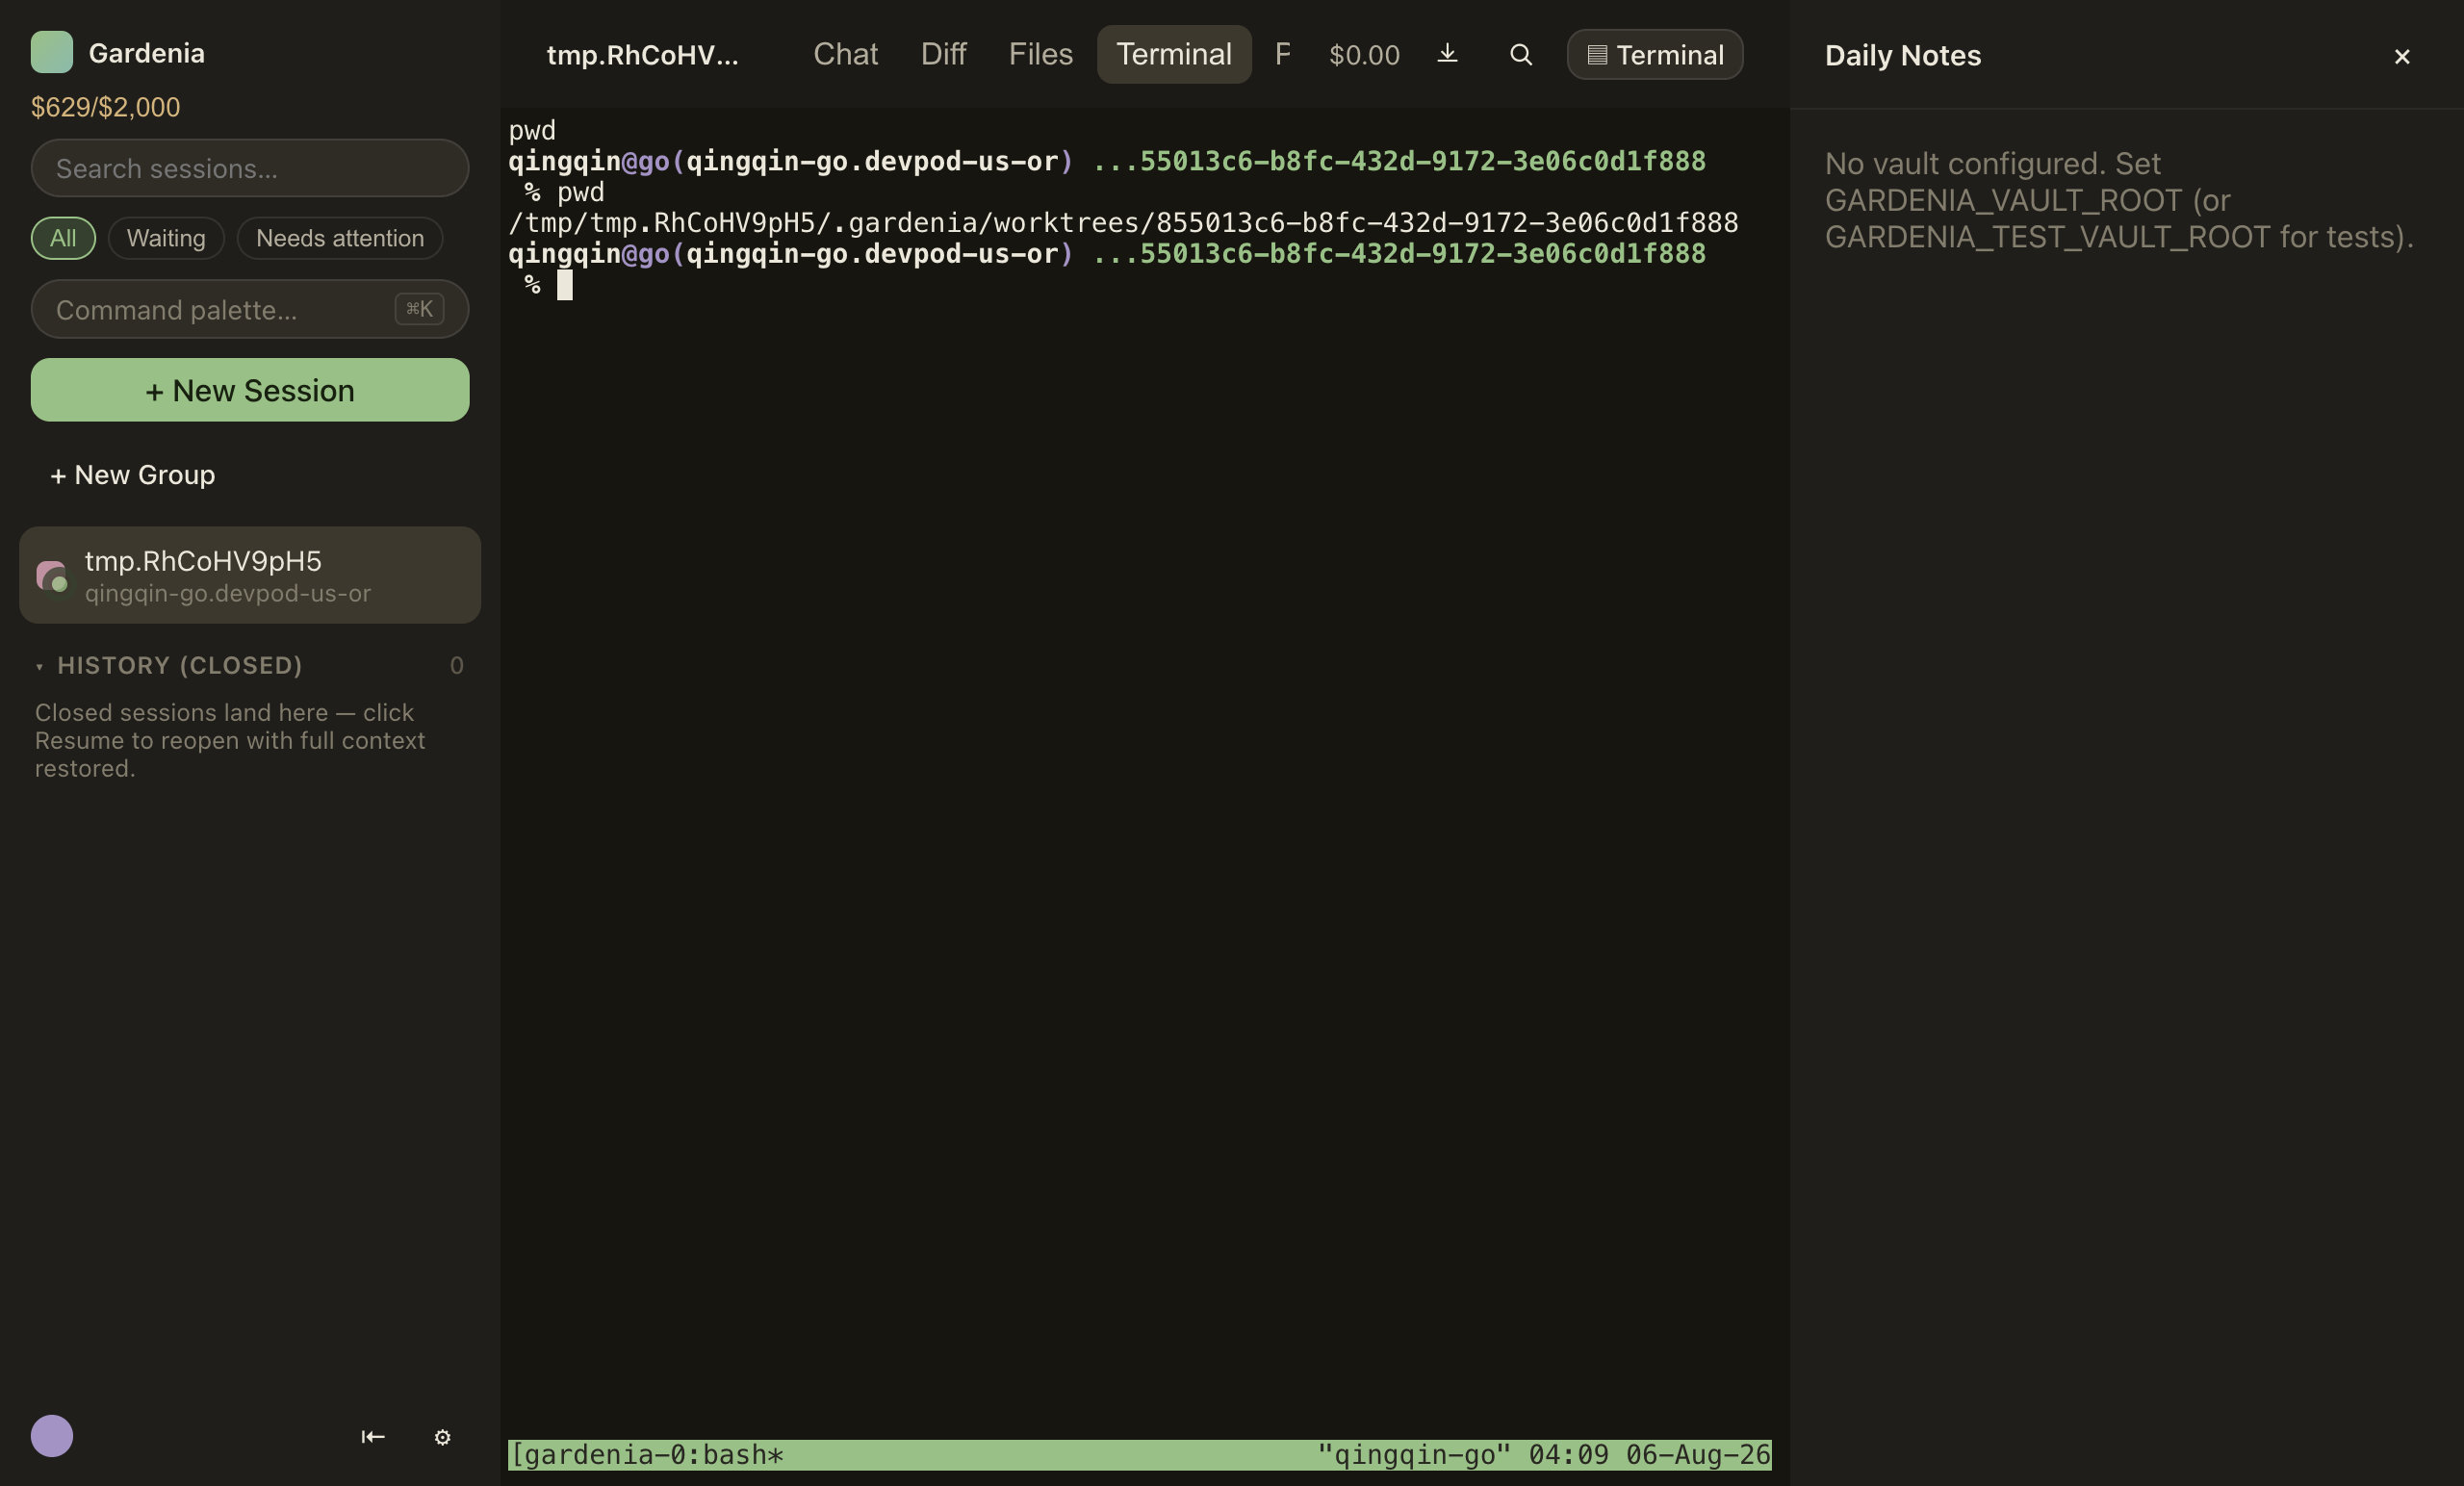 Gardenia
$629/$2,000
Search sessions...
All Waiting Needs attention
Command palette... ⌘K
+ New Session
+ New Group
tmp.RhCoHV9pH5
qingqin-go.devpod-us-or
▾ HISTORY (CLOSED) 0
Closed sessions land here — click
Resume to reopen with full context
restored.
tmp.RhCoHV... Chat Diff Files Terminal F $0.00 Terminal
pwd
qingqin@go(qingqin-go.devpod-us-or) ...55013c6-b8fc-432d-9172-3e06c0d1f888
% pwd
/tmp/tmp.RhCoHV9pH5/.gardenia/worktrees/855013c6-b8fc-432d-9172-3e06c0d1f888
qingqin@go(qingqin-go.devpod-us-or) ...55013c6-b8fc-432d-9172-3e06c0d1f888
%
[gardenia-0:bash* "qingqin-go" 04:09 06-Aug-26
Daily Notes ×
No vault configured. Set
GARDENIA_VAULT_ROOT (or
GARDENIA_TEST_VAULT_ROOT for tests).